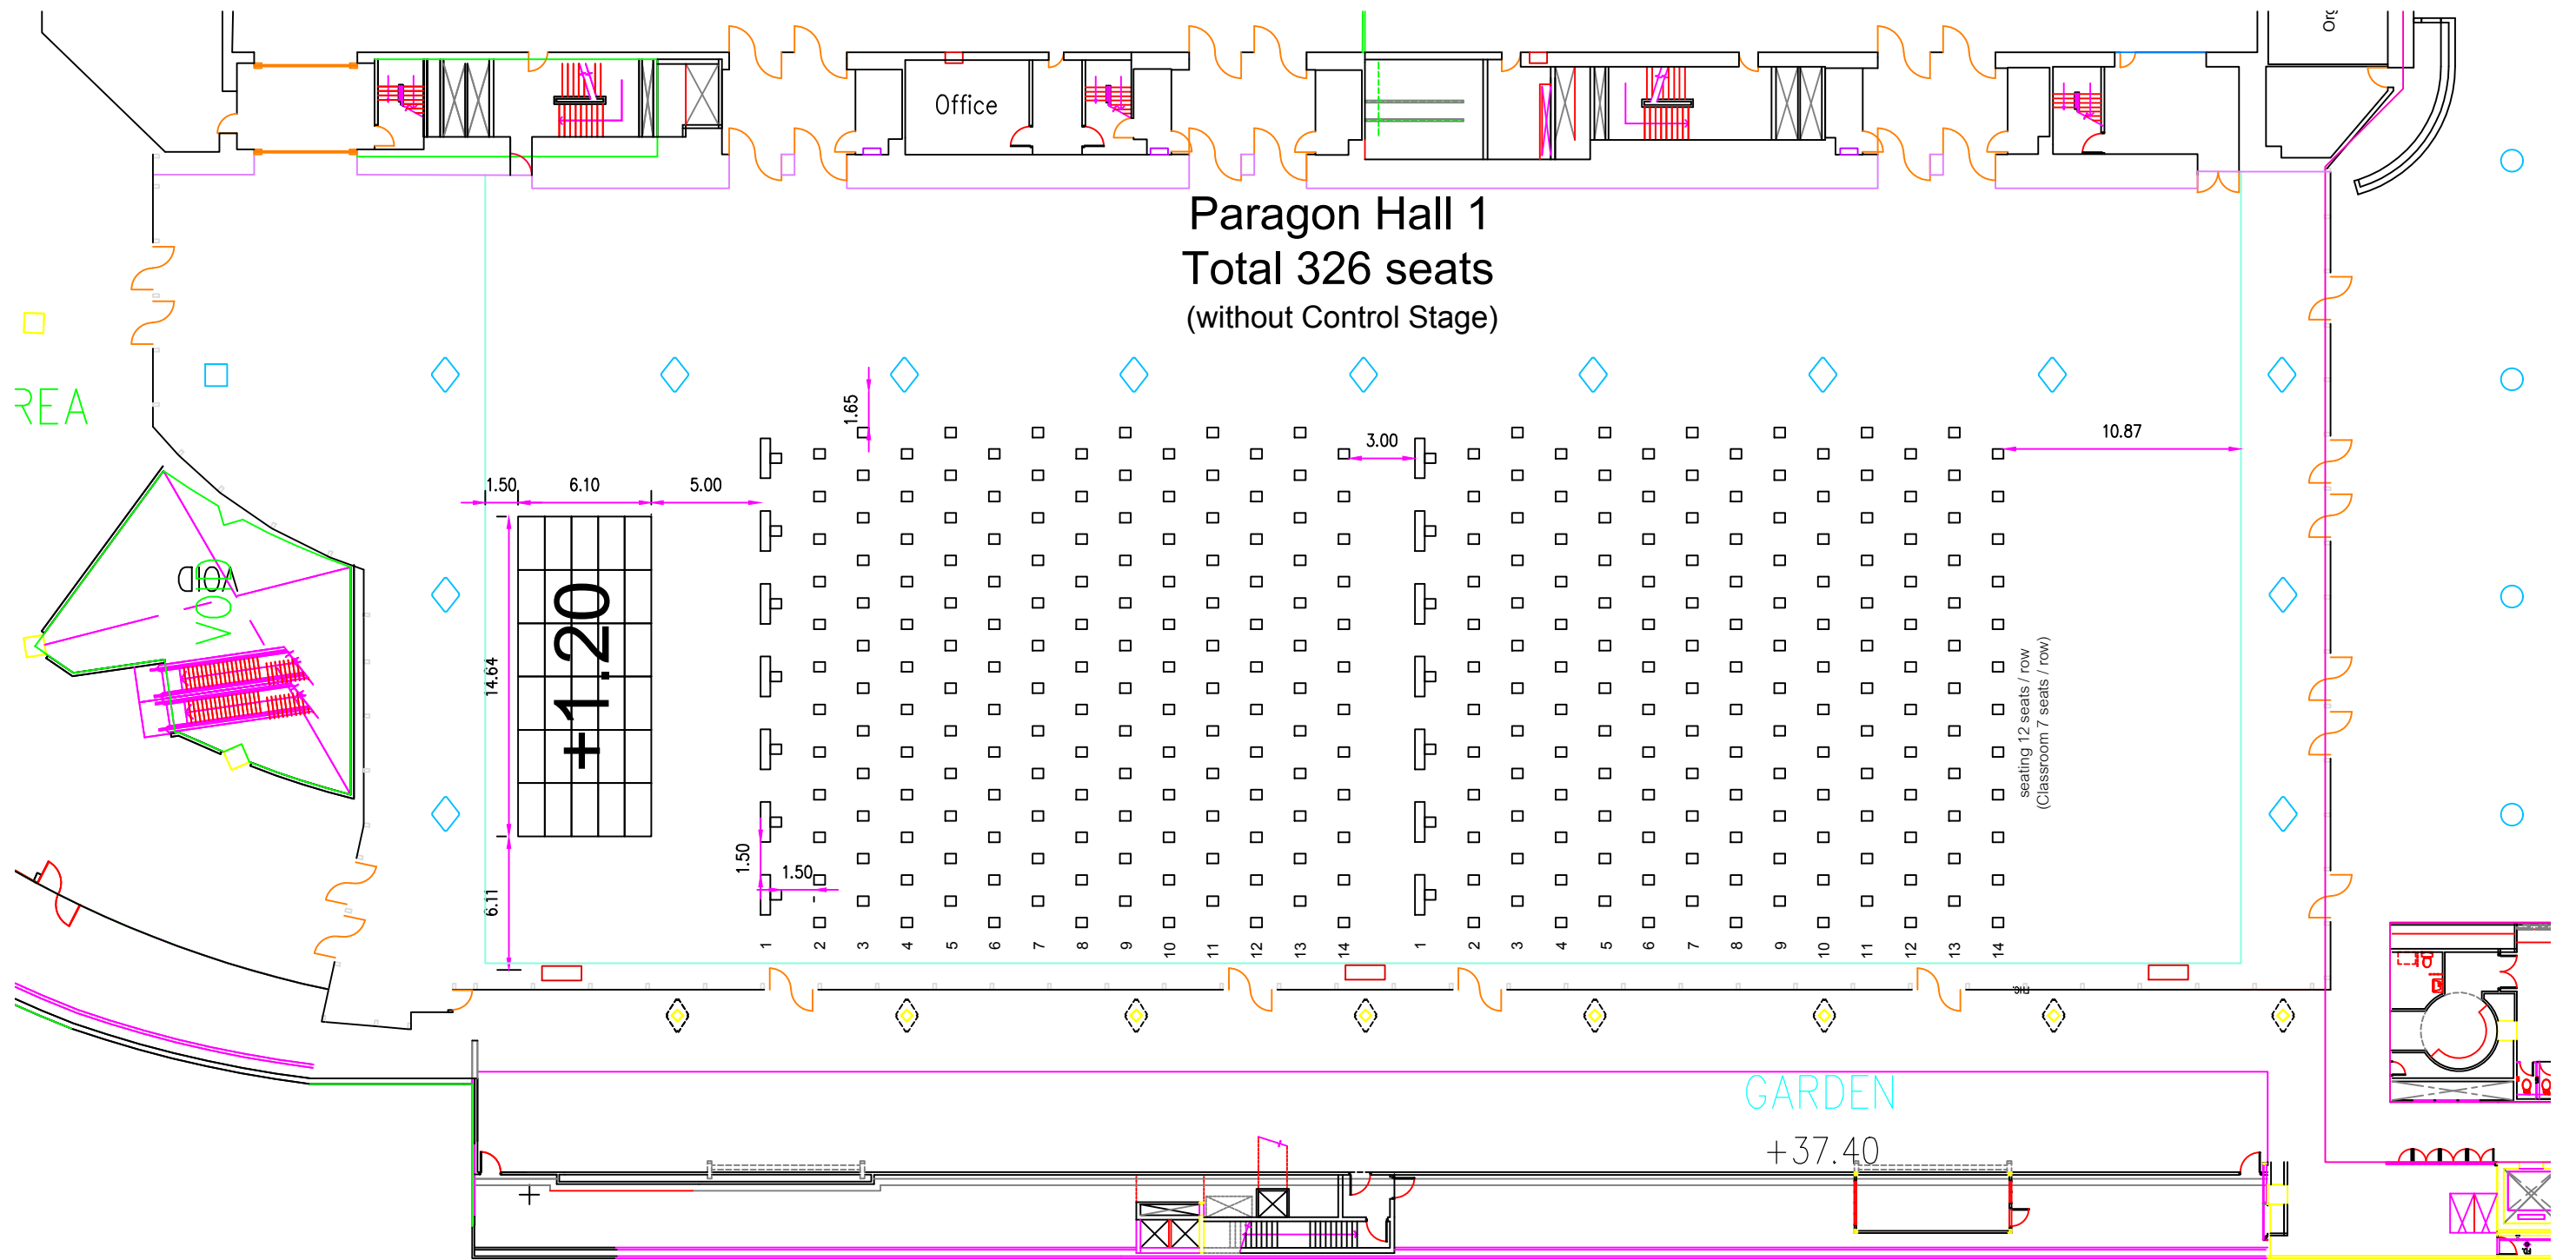 Org
Office
Paragon Hall 1
Total 326 seats
(without Control Stage)
REA
1.65
3.00
10.87
1.50
6.10
5.00
VOID
+1.20
14.64
6.11
1.50
1.50
seating 12 seats / row
(Classroom 7 seats / row)
1 2 3 4 5 6 7 8 9 10 11 12 13 14 1 2 3 4 5 6 7 8 9 10 11 12 13 14
GARDEN
+37.40